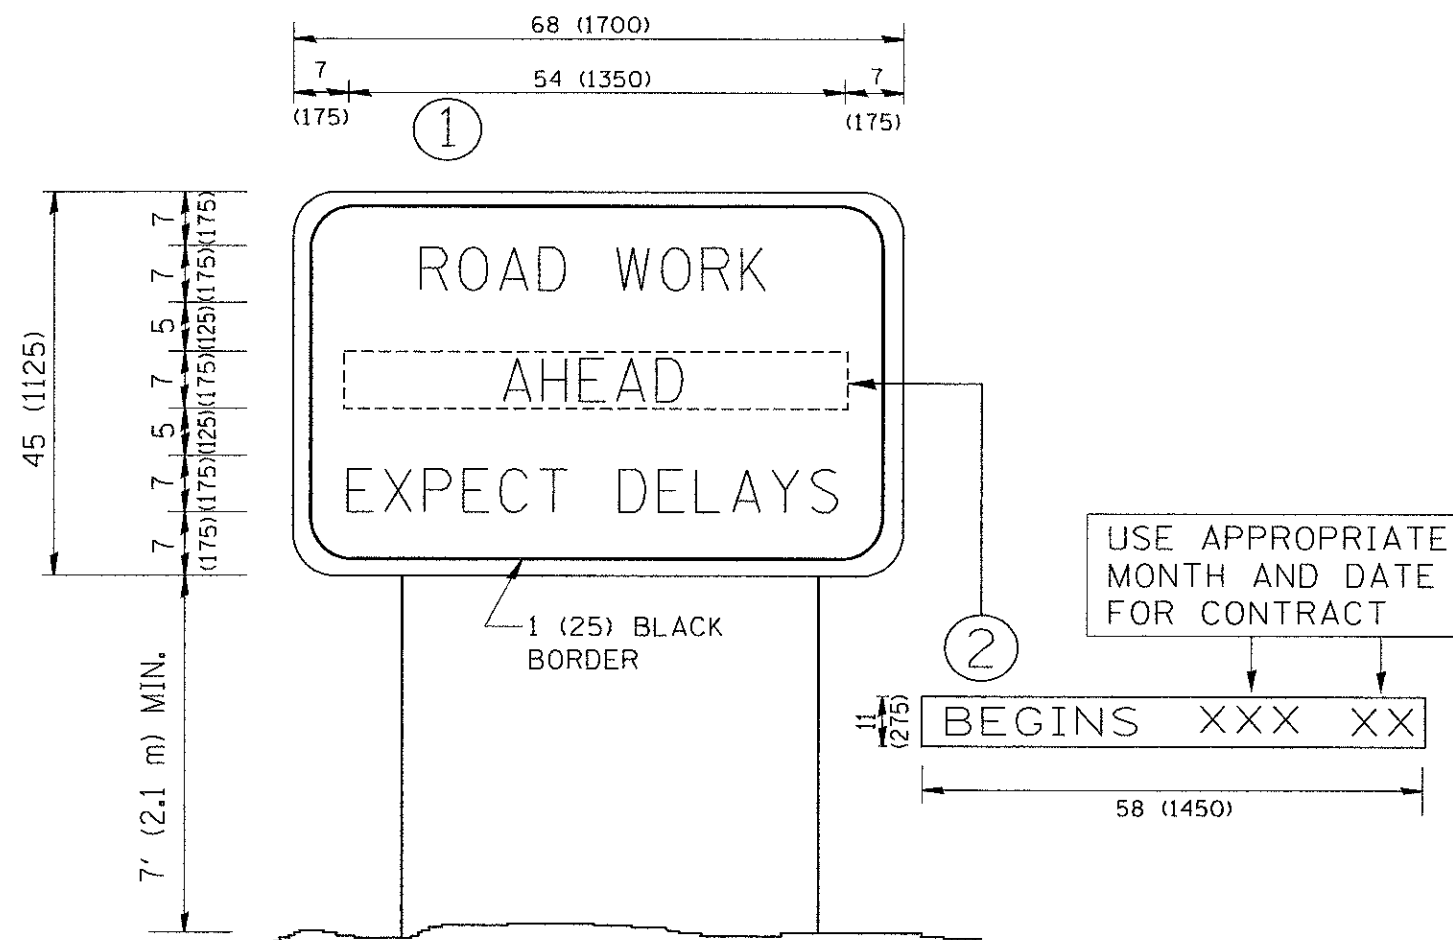 68 (1700)
7
54 (1350)
7
(175)
(175)
1
45 (1125)
7
(175)
7
(175)
5
(125)
7
(175)
5
(125)
7
(175)
7
(175)
ROAD WORK
AHEAD
EXPECT DELAYS
1 (25) BLACK
BORDER
7' (2.1 m) MIN.
2
USE APPROPRIATE
MONTH AND DATE
FOR CONTRACT
11
(275)
BEGINS XXX XX
58 (1450)